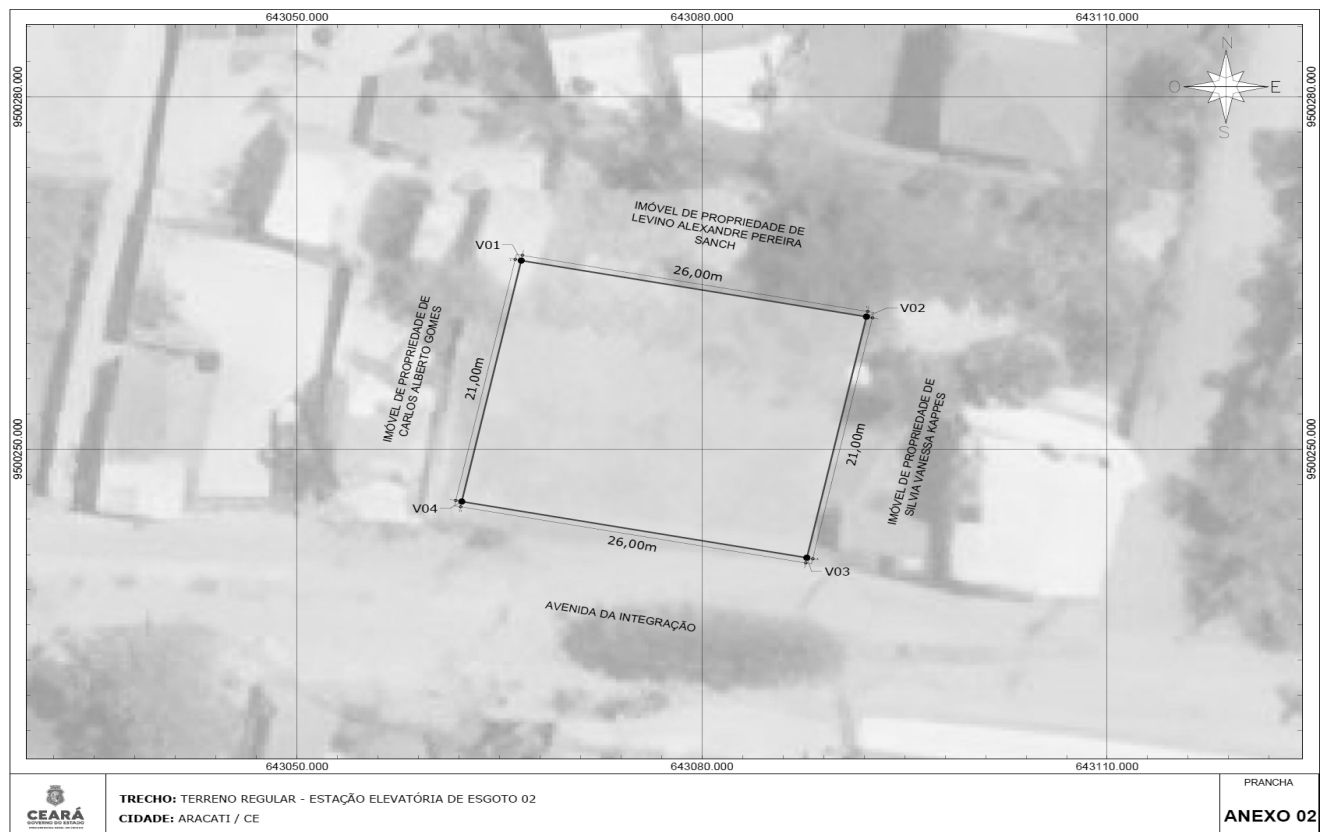 643050.000
643080.000
643110.000
9500280.000
9500280.000
N
O
E
S
IMÓVEL DE PROPRIEDADE DE
LEVINO ALEXANDRE PEREIRA
SANCH
V01
26,00m
V02
IMÓVEL DE PROPRIEDADE DE
CARLOS ALBERTO GOMES
21,00m
21,00m
IMÓVEL DE PROPRIEDADE DE
SILVIA VANESSA KAPPES
9500250.000
9500250.000
V04
26,00m
V03
AVENIDA DA INTEGRAÇÃO
643050.000
643080.000
643110.000
CEARÁ
GOVERNO DO ESTADO
TRECHO: TERRENO REGULAR - ESTAÇÃO ELEVATÓRIA DE ESGOTO 02
CIDADE: ARACATI / CE
PRANCHA
ANEXO 02